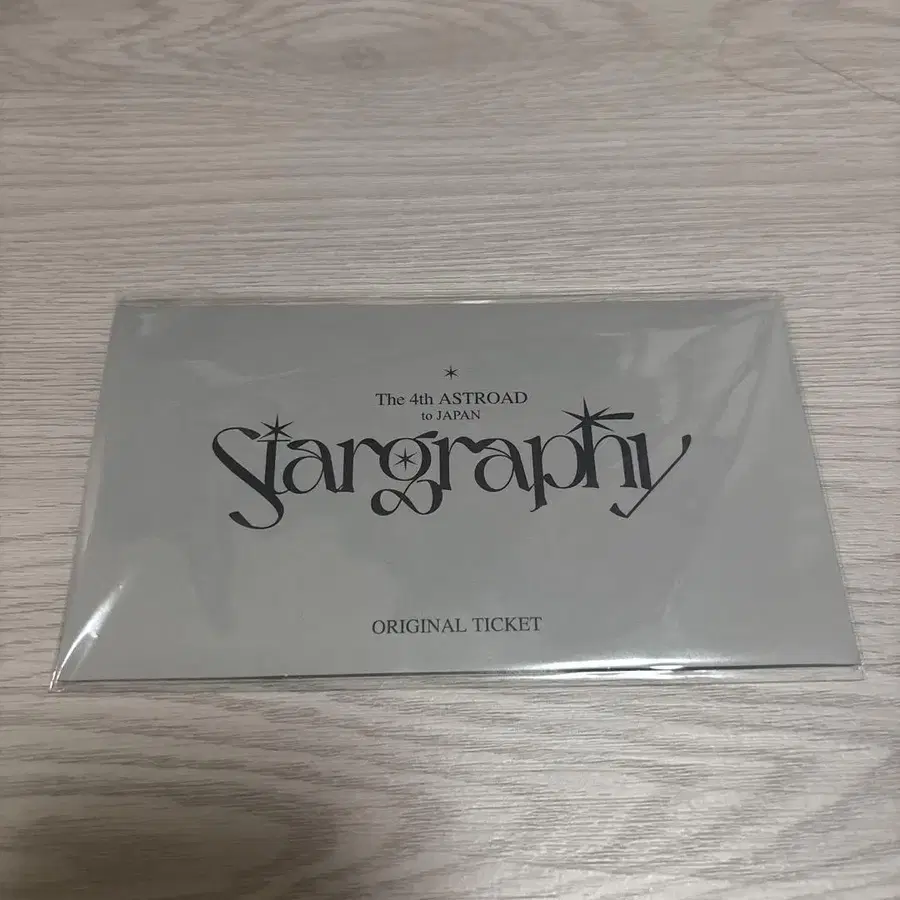 The 4th ASTROAD
to JAPAN
Stargraphy
ORIGINAL TICKET